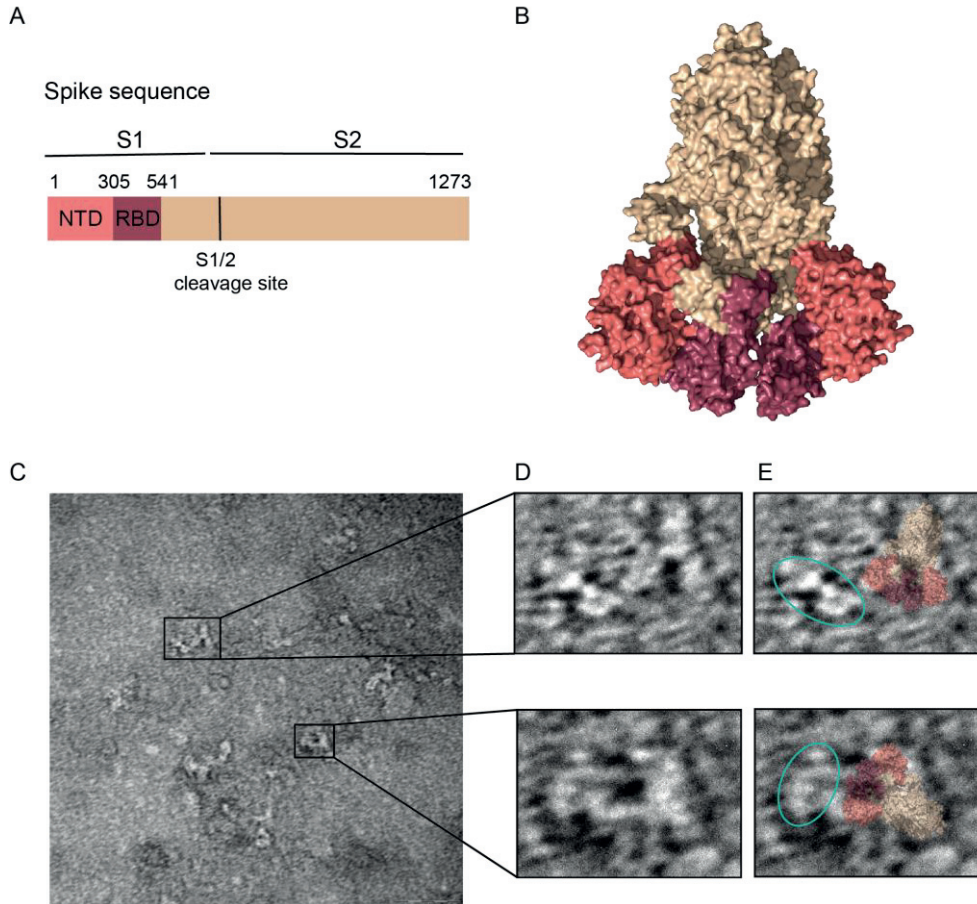 A
B
Spike sequence
S1 S2
1 305 541 1273
NTD RBD
S1/2
cleavage site
C
D
E